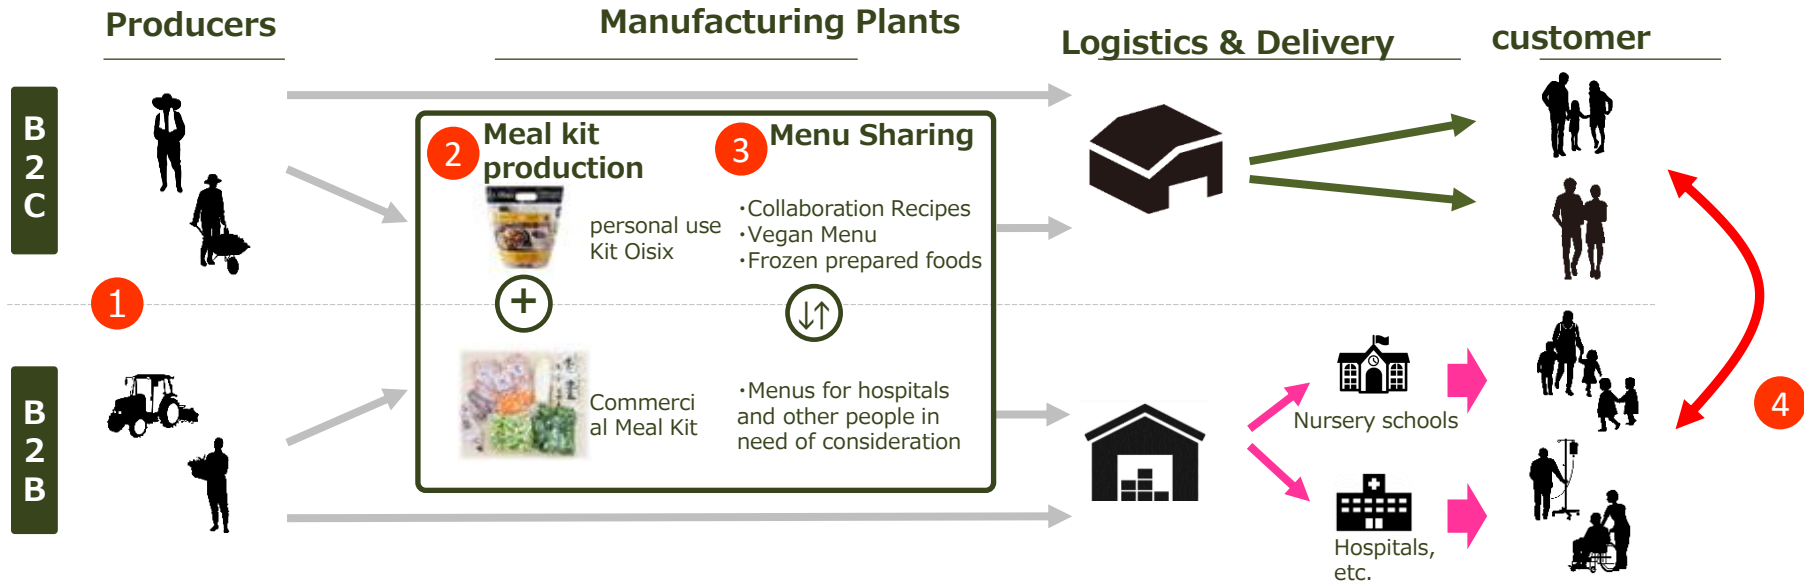 Producers
Manufacturing Plants
Logistics & Delivery
customer
B
2
C
2
Meal kit
production
3
Menu Sharing
personal use
Kit Oisix
・Collaboration Recipes
・Vegan Menu
・Frozen prepared foods
1
+
↓↑
B
2
B
Commerci
al Meal Kit
・Menus for hospitals
and other people in
need of consideration
Nursery schools
4
Hospitals,
etc.